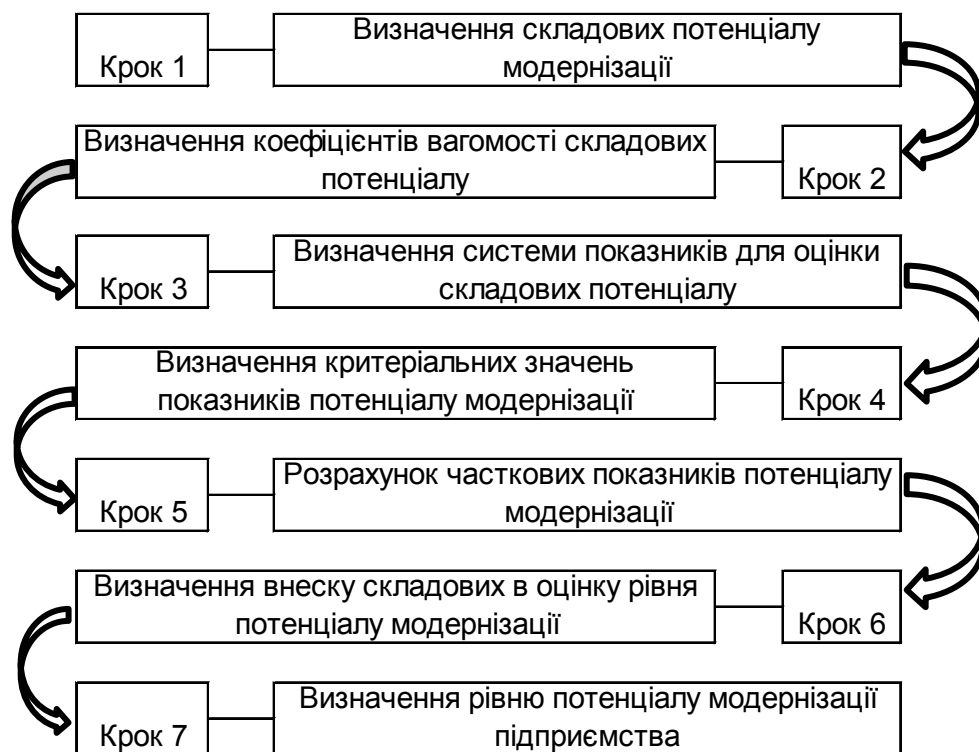 Крок 1
Визначення складових потенціалу
модернізації
Визначення коефіцієнтів вагомості складових
потенціалу
Крок 2
Крок 3
Визначення системи показників для оцінки
складових потенціалу
Визначення критеріальних значень
показників потенціалу модернізації
Крок 4
Крок 5
Розрахунок часткових показників потенціалу
модернізації
Визначення внеску складових в оцінку рівня
потенціалу модернізації
Крок 6
Крок 7
Визначення рівню потенціалу модернізації
підприємства